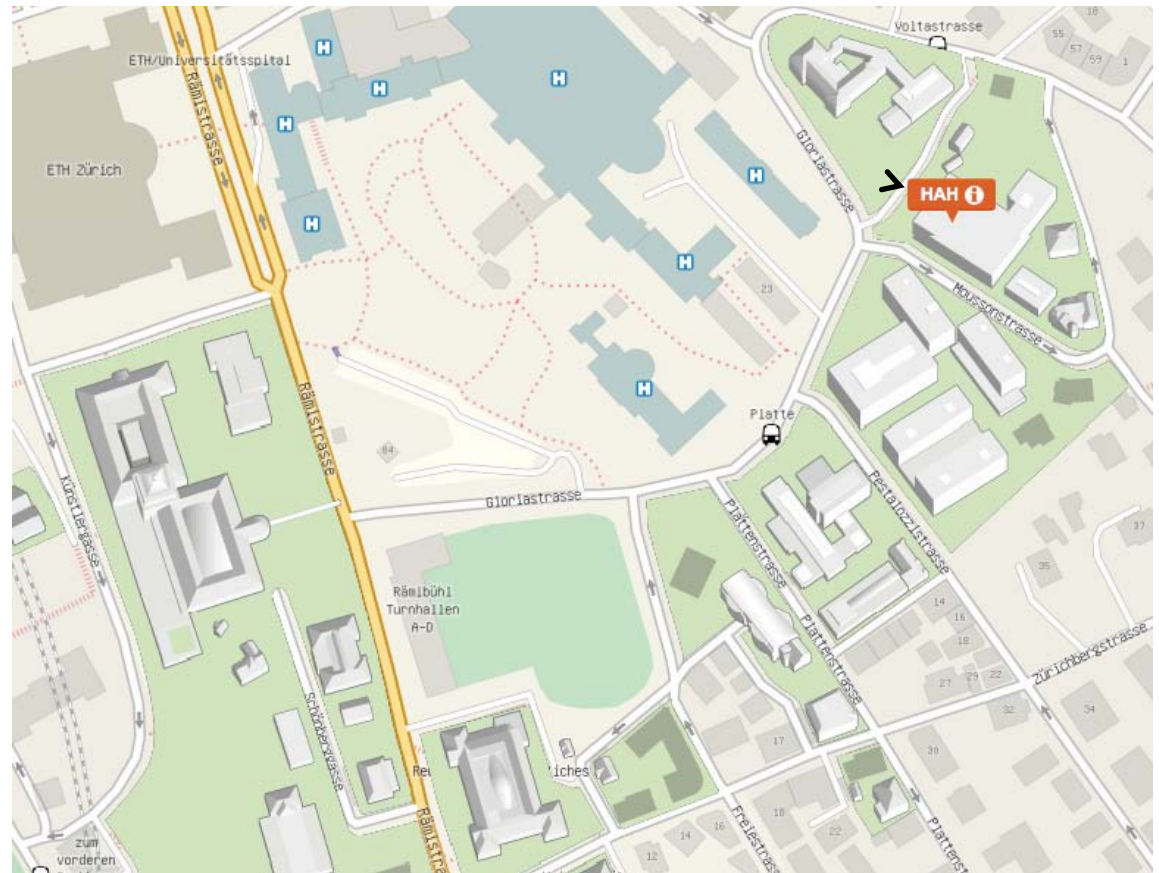 Voltastrasse
18
55
57
59
1
ETH/Universitätsspital
H
H
H
H
H
H
H
H
Rämistrasse
ETH Zürich
Gloriastrasse
HAH i
23
Moussonstrasse
Rämistrasse
Platte
84
Gloriastrasse
Künstlergasse
Plattenstrasse
Pestalozzistrasse
37
35
Rämibühl
Turnhallen
A-D
14
16
18
Plattenstrasse
Zürichbergstrasse
27
29
22
32
34
Schönberggasse
17
30
iches
Freiestrasse
18
16
14
12
22
Plattenst
zum
vorderen